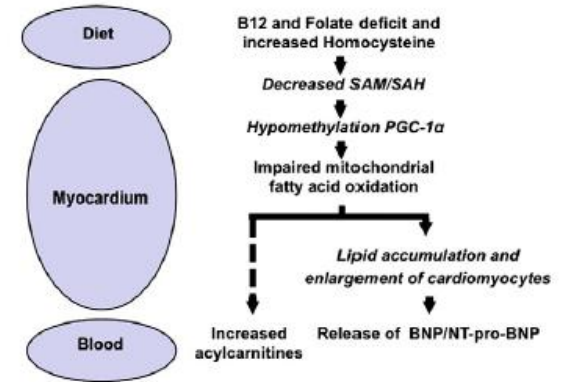 Diet
B12 and Folate deficit and
increased Homocysteine
Decreased SAM/SAH
Hypomethylation PGC-1α
Impaired mitochondrial
fatty acid oxidation
Myocardium
Lipid accumulation and
enlargement of cardiomyocytes
Blood
Increased
acylcarnitines
Release of BNP/NT-pro-BNP